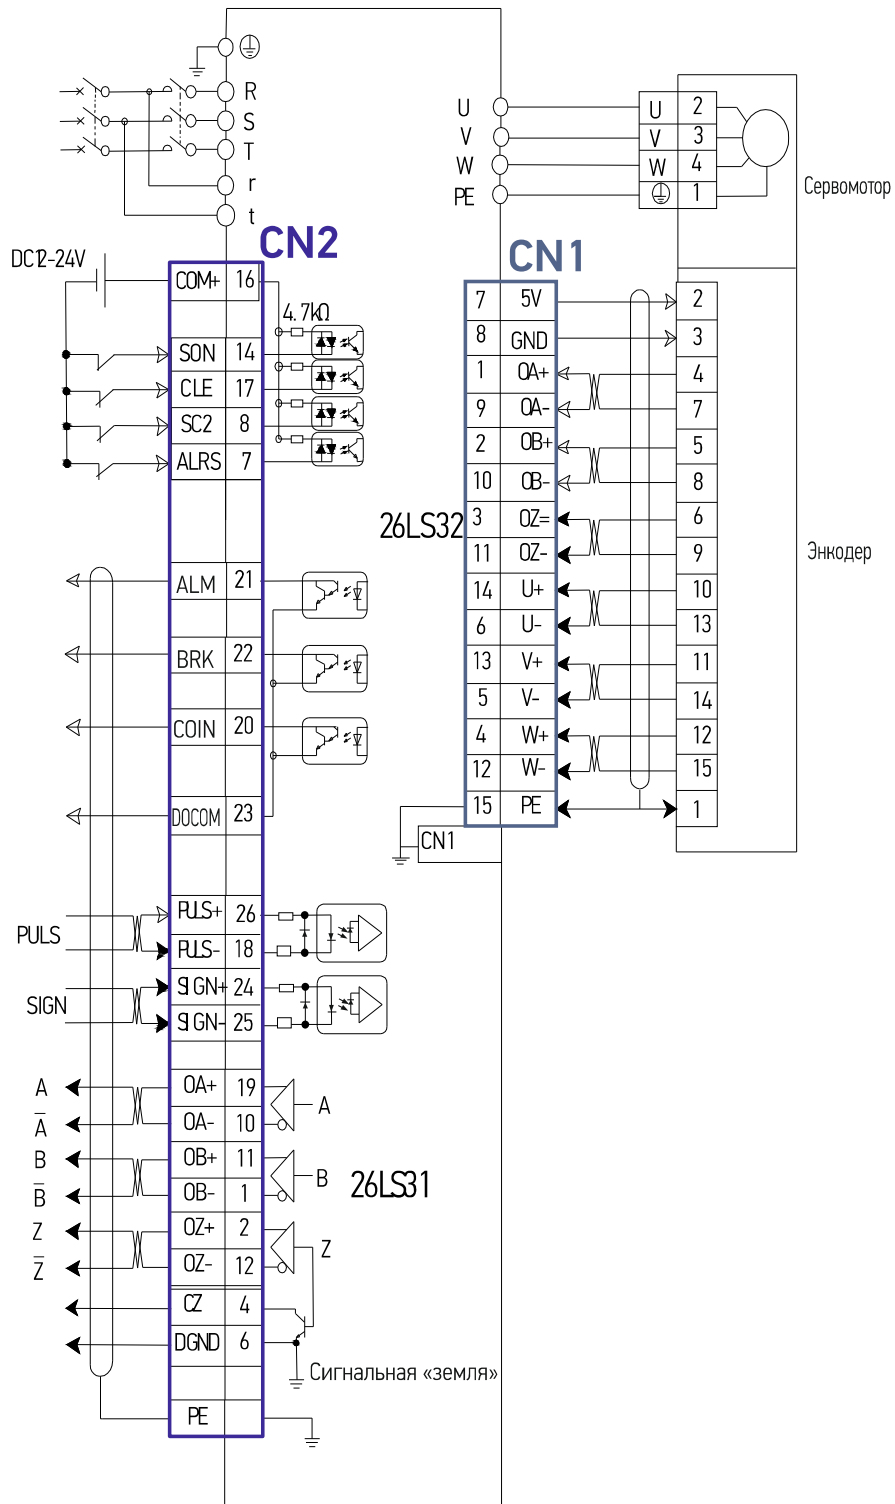 R
S
T
r
t
U
V
W
PE
U 2
V 3
W 4
1
Сервомотор
CN2
DC12-24V
COM+ 16
4.7kΩ
SON 14
CLE 17
SC2 8
ALRS 7
ALM 21
BRK 22
COIN 20
DOCOM 23
PULS
PULS+ 26
PULS- 18
SIGN
SIGN+ 24
SIGN- 25
A OA+ 19
A
A̅ OA- 10
B OB+ 11
B
B̅ OB- 1
26LS31
Z OZ+ 2
Z
Z̅ OZ- 12
CZ 4
DGND 6
Сигнальная «земля»
PE
CN1
7 5V 2
8 GND 3
1 OA+ 4
9 OA- 7
2 OB+ 5
10 OB- 8
26LS32
3 OZ= 6
11 OZ- 9
14 U+ 10
6 U- 13
13 V+ 11
5 V- 14
4 W+ 12
12 W- 15
15 PE 1
CN1
Энкодер